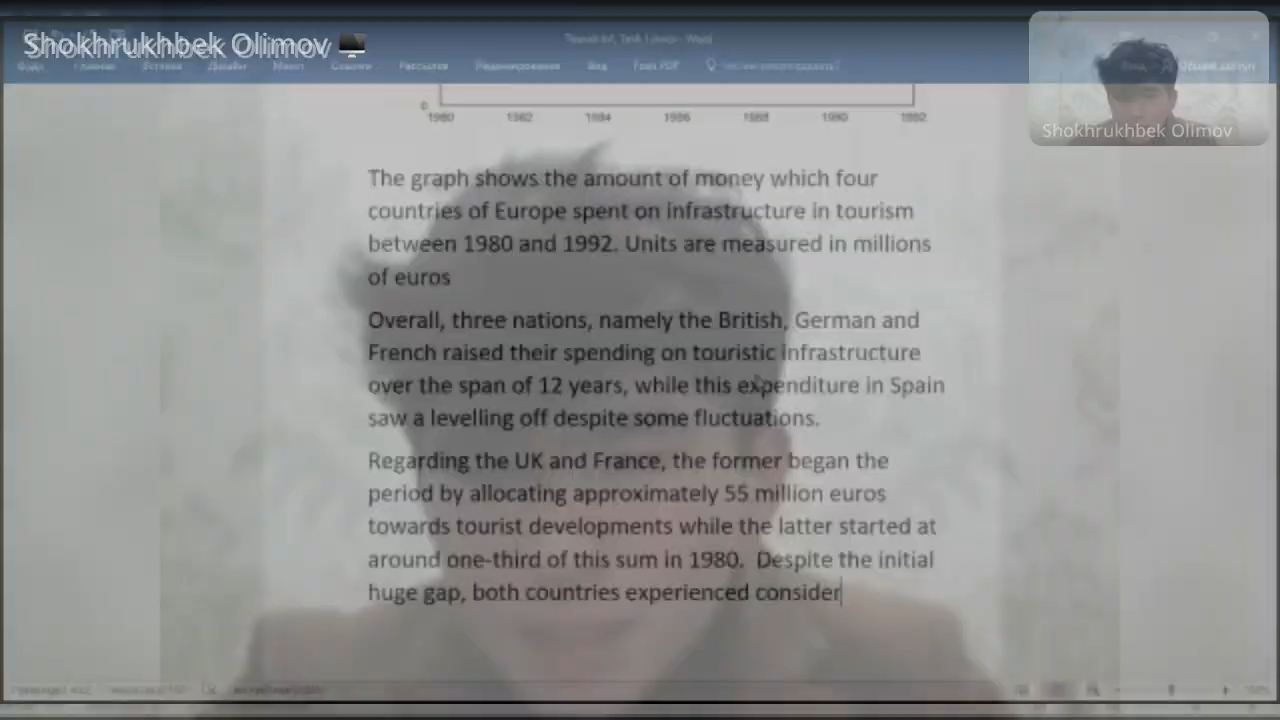 Shokhrukhbek Olimov
Shokhrukhbek Olimov
0
1980 1982 1984 1986 1988 1990 1992
The graph shows the amount of money which four
countries of Europe spent on infrastructure in tourism
between 1980 and 1992. Units are measured in millions
of euros
Overall, three nations, namely the British, German and
French raised their spending on touristic infrastructure
over the span of 12 years, while this expenditure in Spain
saw a levelling off despite some fluctuations.
Regarding the UK and France, the former began the
period by allocating approximately 55 million euros
towards tourist developments while the latter started at
around one-third of this sum in 1980. Despite the initial
huge gap, both countries experienced consider